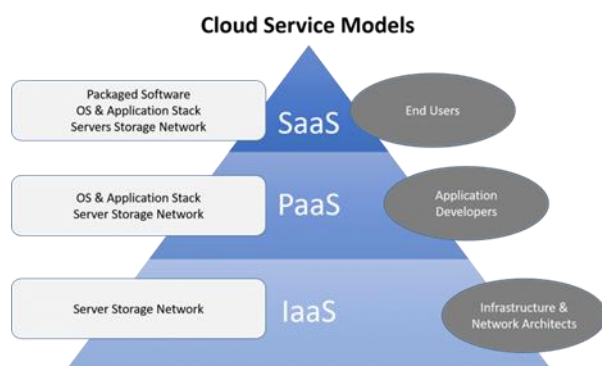 Cloud Service Models
Packaged Software
OS & Application Stack
Servers Storage Network
SaaS
End Users
OS & Application Stack
Server Storage Network
PaaS
Application
Developers
Server Storage Network
IaaS
Infrastructure &
Network Architects